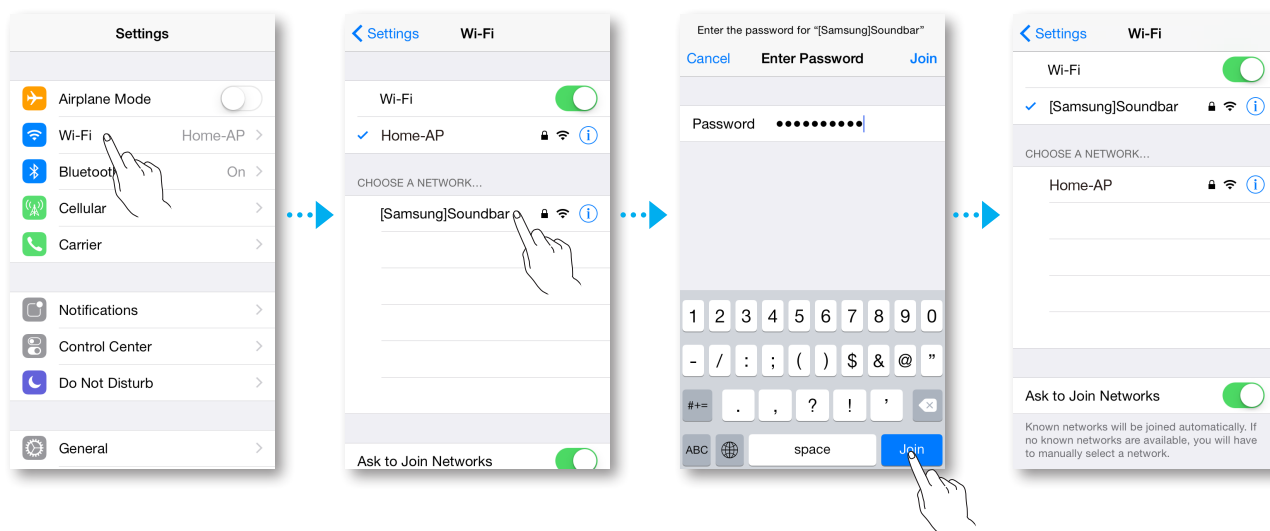 Settings
Airplane Mode
Wi-Fi Home-AP
Bluetoot On
Cellular
Carrier
Notifications
Control Center
Do Not Disturb
General
Settings Wi-Fi
Wi-Fi
Home-AP
CHOOSE A NETWORK...
[Samsung]Soundbar
Ask to Join Networks
Enter the password for “[Samsung]Soundbar”
Cancel Enter Password Join
Password ●●●●●●●●●●
1 2 3 4 5 6 7 8 9 0
- / : ; ( ) $ & @ ”
#+= . , ? ! ’
ABC space Join
Settings Wi-Fi
Wi-Fi
[Samsung]Soundbar
CHOOSE A NETWORK...
Home-AP
Ask to Join Networks
Known networks will be joined automatically. If
no known networks are available, you will have
to manually select a network.